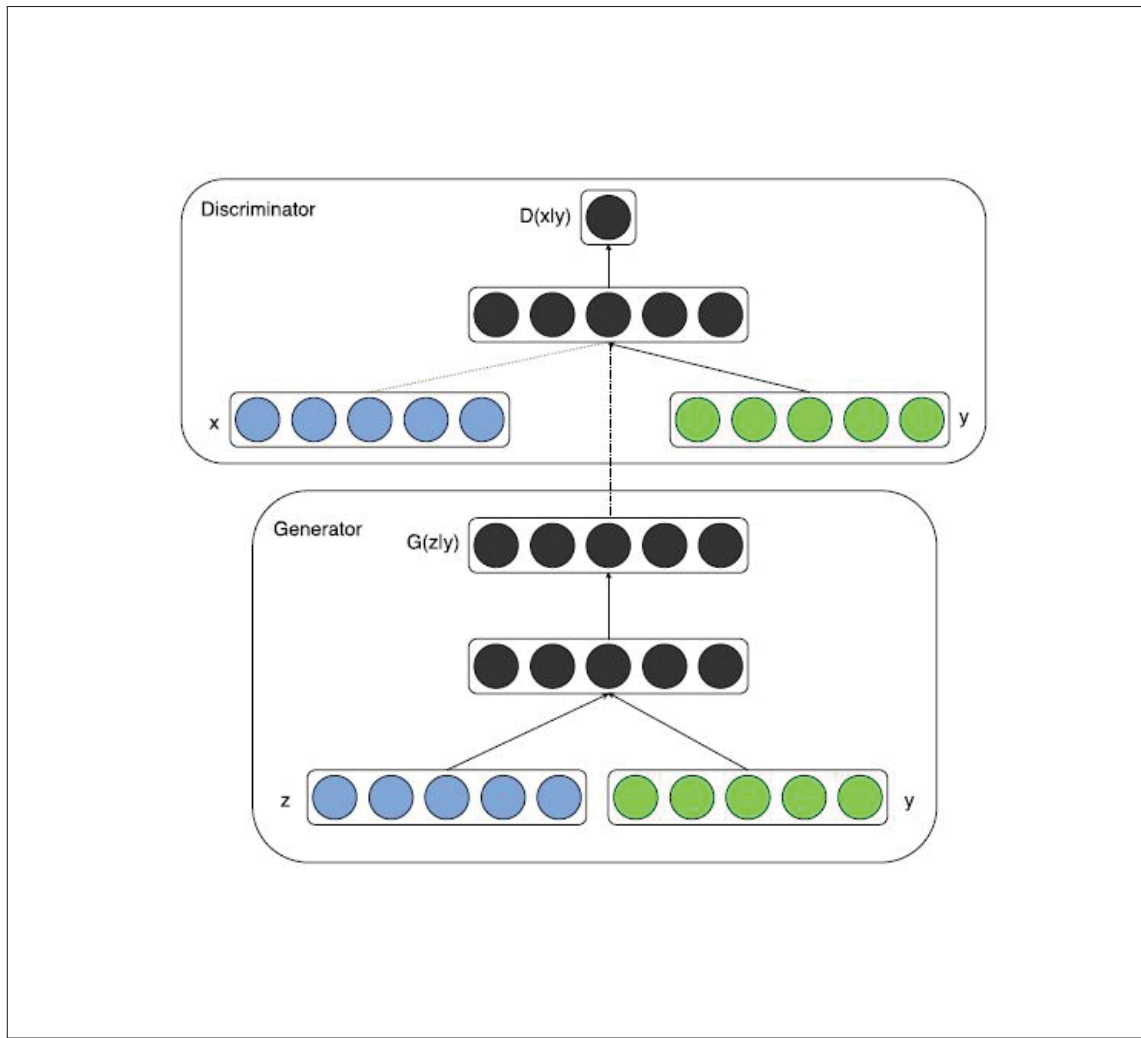 Discriminator
D(x|y)
x
y
Generator
G(z|y)
z
y